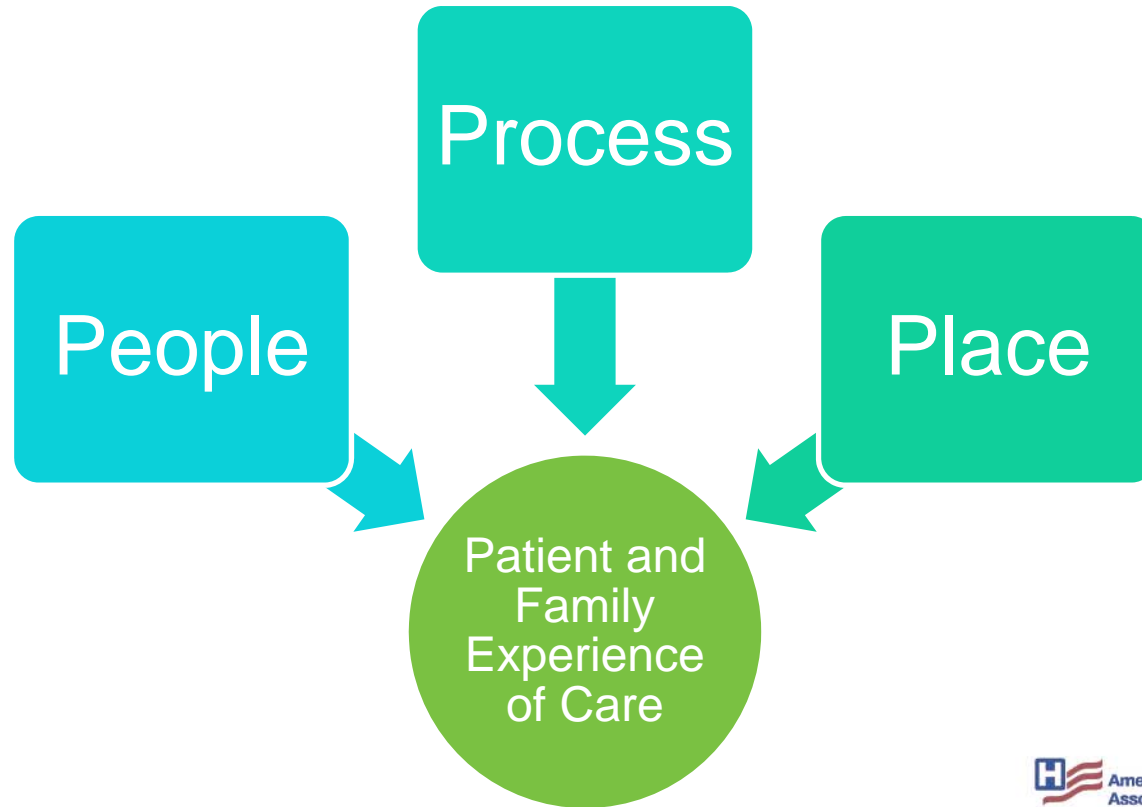 Process
People
Place
Patient and
Family
Experience
of Care
H